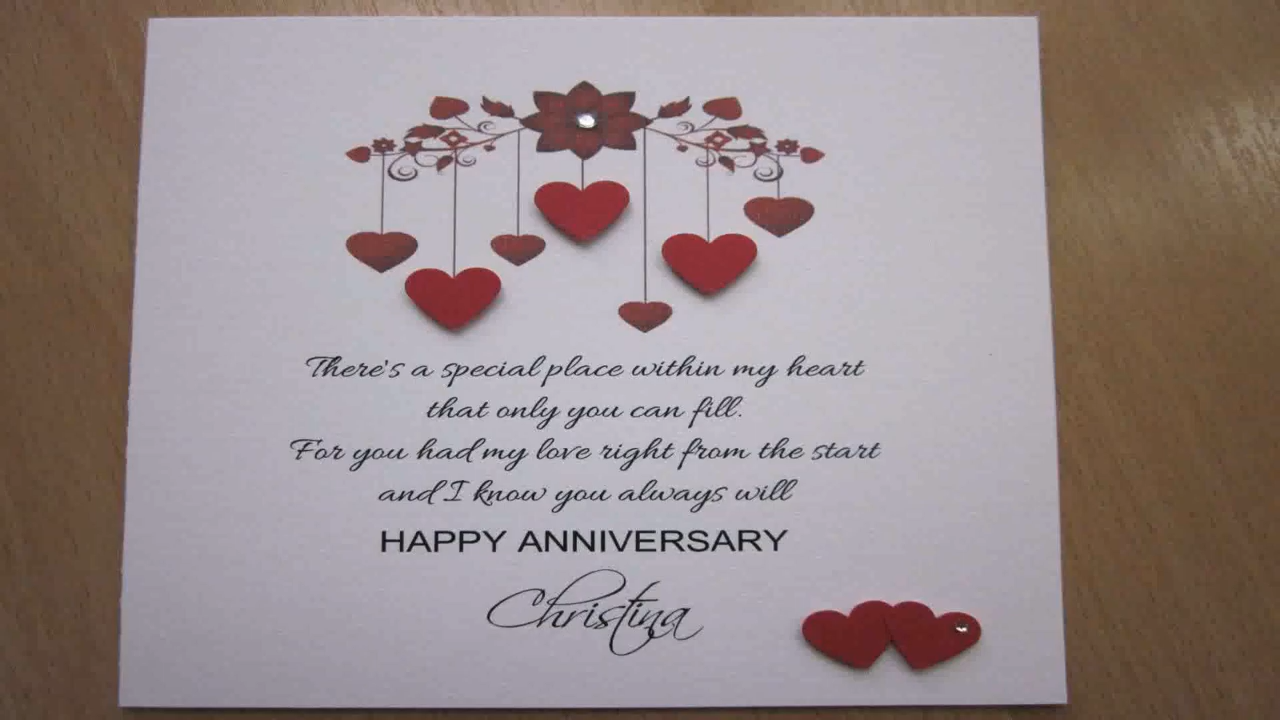 There's a special place within my heart
that only you can fill.
For you had my love right from the start
and I know you always will
HAPPY ANNIVERSARY
Christina